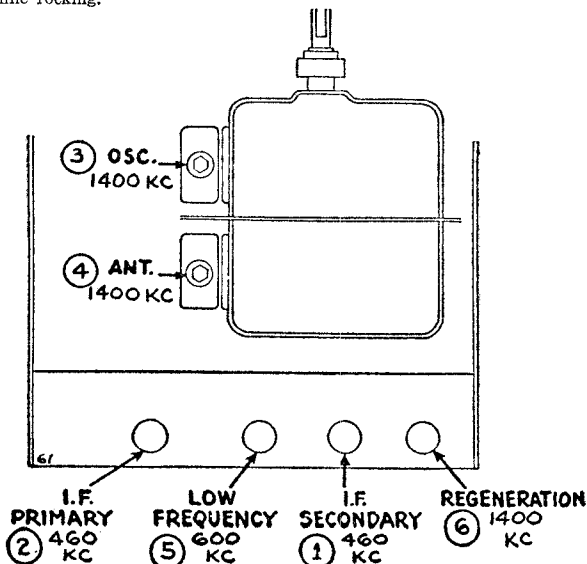 line rocking.
③ OSC.
1400 KC
④ ANT.
1400 KC
61
I.F.
PRIMARY
② 460
KC
LOW
FREQUENCY
⑤ 600
KC
I.F.
SECONDARY
① 460
KC
REGENERATION
⑥ 1400
KC